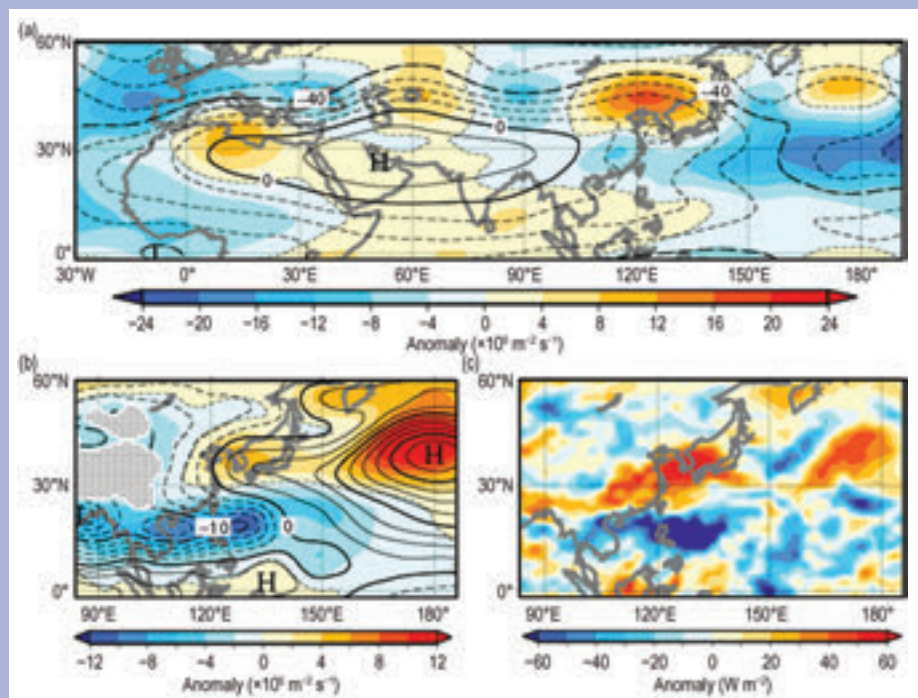 (a)
60°N
30°N
0°
−40
−40
0
0
H
30°W 0° 30°E 60°E 90°E 120°E 150°E 180°
−24 −20 −16 −12 −8 −4 0 4 8 12 16 20 24
Anomaly (×10⁶ m⁻² s⁻¹)
(b) (c)
60°N 60°N
30°N 30°N
0° 0°
H
−10
0
H
90°E 120°E 150°E 180° 90°E 120°E 150°E 180°
−12 −8 −4 0 4 8 12 −60 −40 −20 0 20 40 60
Anomaly (×10⁶ m⁻² s⁻¹) Anomaly (W m⁻²)